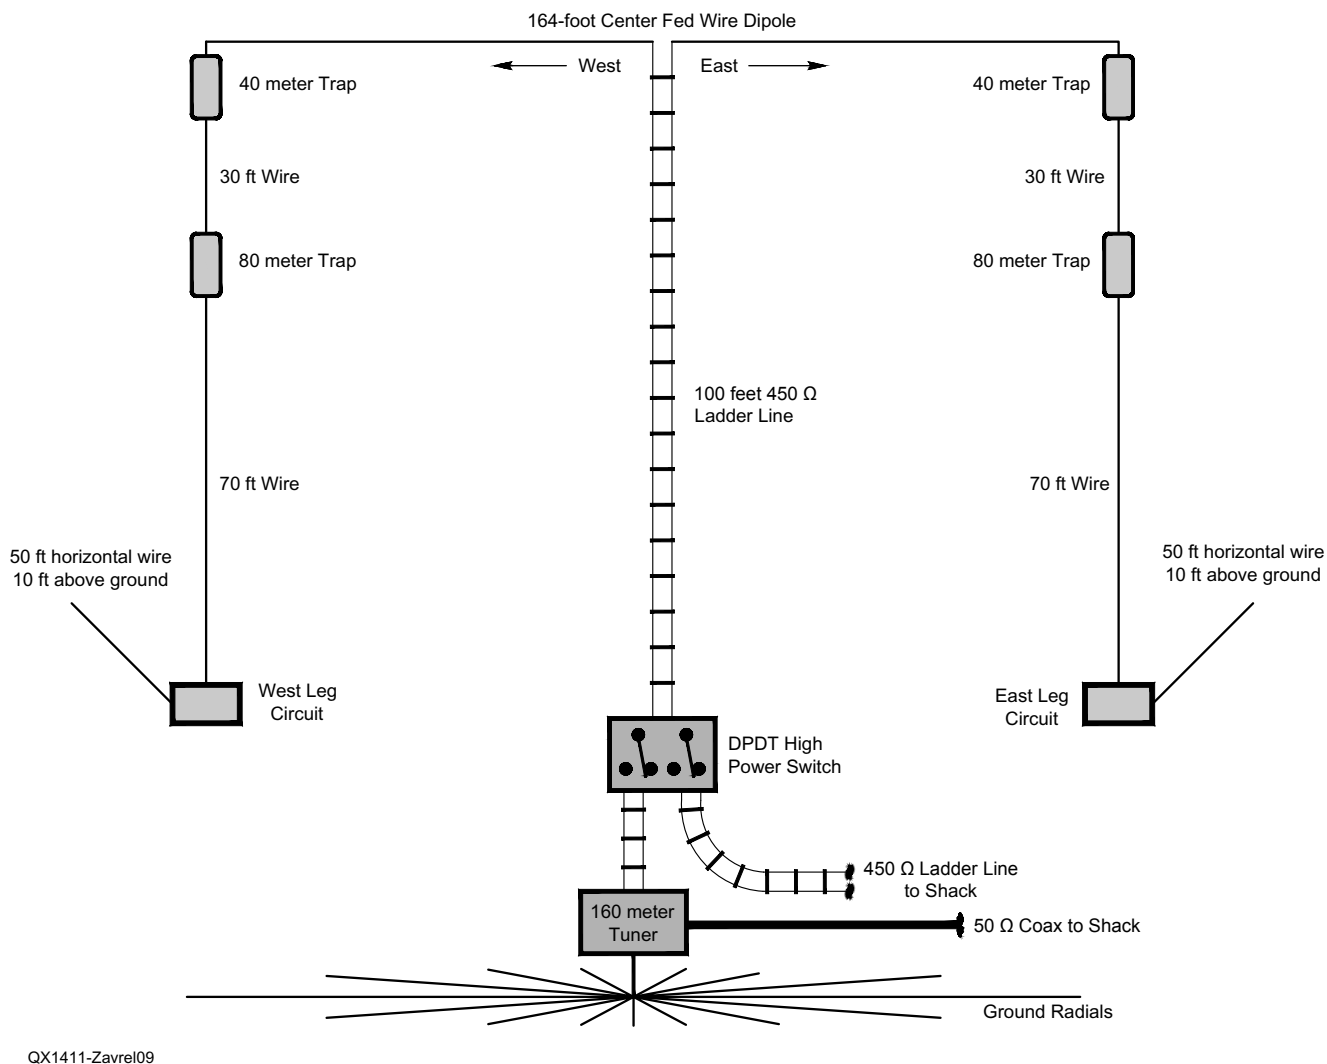 164-foot Center Fed Wire Dipole
West
East
40 meter Trap
40 meter Trap
30 ft Wire
30 ft Wire
80 meter Trap
80 meter Trap
100 feet 450 Ω
Ladder Line
70 ft Wire
70 ft Wire
50 ft horizontal wire
10 ft above ground
50 ft horizontal wire
10 ft above ground
West Leg
Circuit
East Leg
Circuit
DPDT High
Power Switch
450 Ω Ladder Line
to Shack
160 meter
Tuner
50 Ω Coax to Shack
Ground Radials
QX1411-Zavrel09